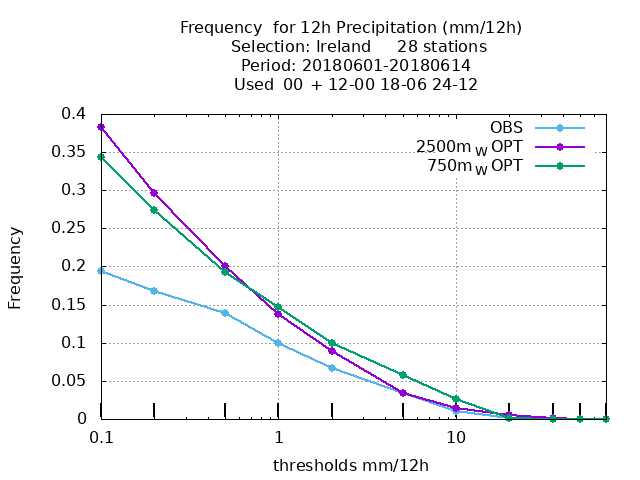 Frequency  for 12h Precipitation (mm/12h)
Selection: Ireland     28 stations
Period: 20180601-20180614
Used  00  + 12-00 18-06 24-12
OBS
2500m W OPT
750m W OPT
0.4
0.35
0.3
0.25
0.2
0.15
0.1
0.05
0
Frequency
0.1 1 10
thresholds mm/12h